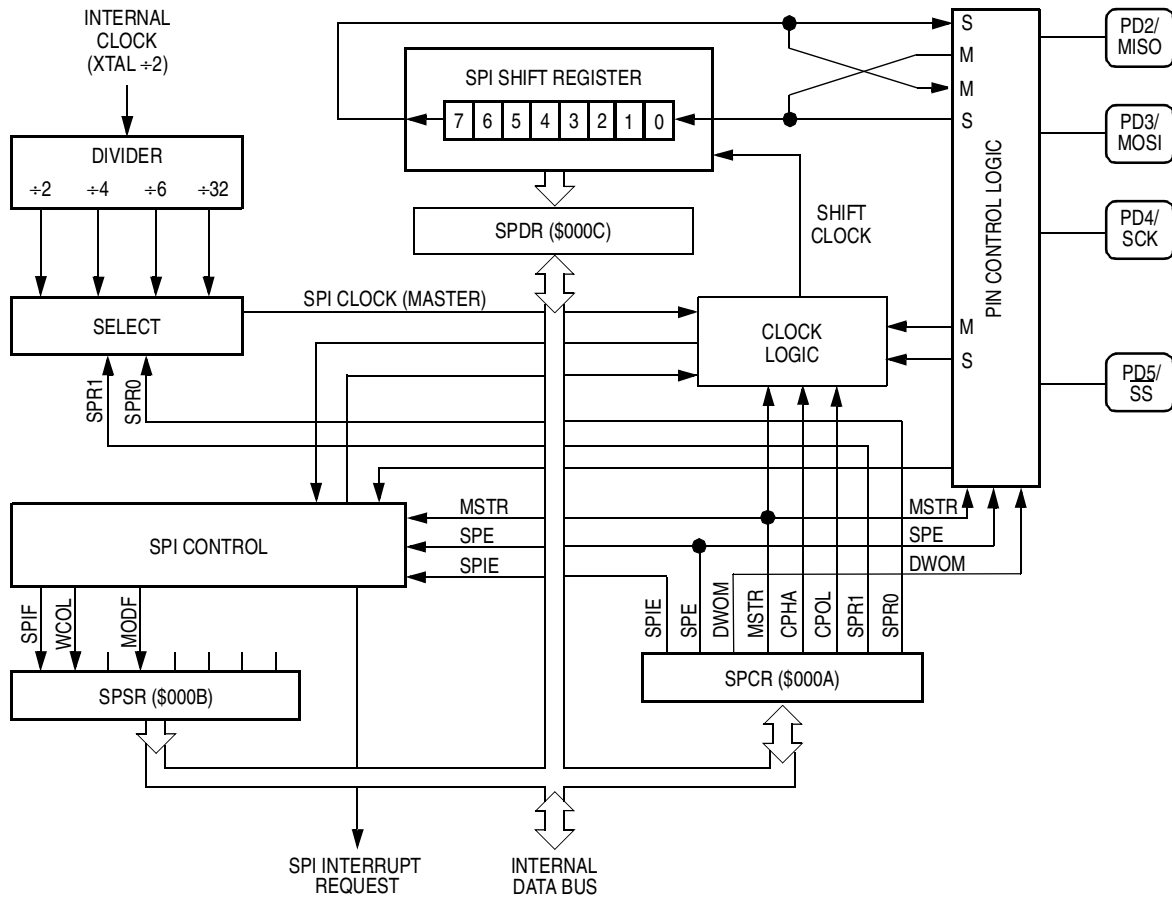 INTERNAL
CLOCK
(XTAL ÷2)
DIVIDER
÷2 ÷4 ÷6 ÷32
SELECT
SPR1
SPR0
SPI SHIFT REGISTER
7 6 5 4 3 2 1 0
SPDR ($000C)
SHIFT
CLOCK
SPI CLOCK (MASTER)
CLOCK
LOGIC
S
M
M
S
M
S
PIN CONTROL LOGIC
PD2/
MISO
PD3/
MOSI
PD4/
SCK
PD5/
SS
SPI CONTROL
MSTR
SPE
SPIE
MSTR
SPE
DWOM
SPIF
WCOL
MODF
SPSR ($000B)
SPIE
SPE
DWOM
MSTR
CPHA
CPOL
SPR1
SPR0
SPCR ($000A)
SPI INTERRUPT
REQUEST
INTERNAL
DATA BUS